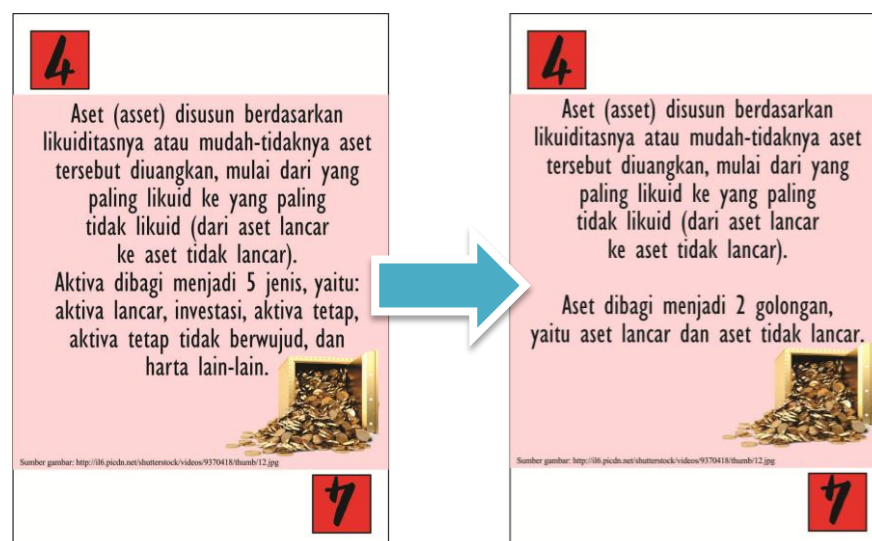 4
Aset (asset) disusun berdasarkan
likuiditasnya atau mudah-tidaknya aset
tersebut diuangkan, mulai dari yang
paling likuid ke yang paling
tidak likuid (dari aset lancar
ke aset tidak lancar).
Aktiva dibagi menjadi 5 jenis, yaitu:
aktiva lancar, investasi, aktiva tetap,
aktiva tetap tidak berwujud, dan
harta lain-lain.
Sumber gambar: http://il6.picdn.net/shutterstock/videos/9370418/thumb/12.jpg
4
4
Aset (asset) disusun berdasarkan
likuiditasnya atau mudah-tidaknya aset
tersebut diuangkan, mulai dari yang
paling likuid ke yang paling
tidak likuid (dari aset lancar
ke aset tidak lancar).
Aset dibagi menjadi 2 golongan,
yaitu aset lancar dan aset tidak lancar.
Sumber gambar: http://il6.picdn.net/shutterstock/videos/9370418/thumb/12.jpg
4